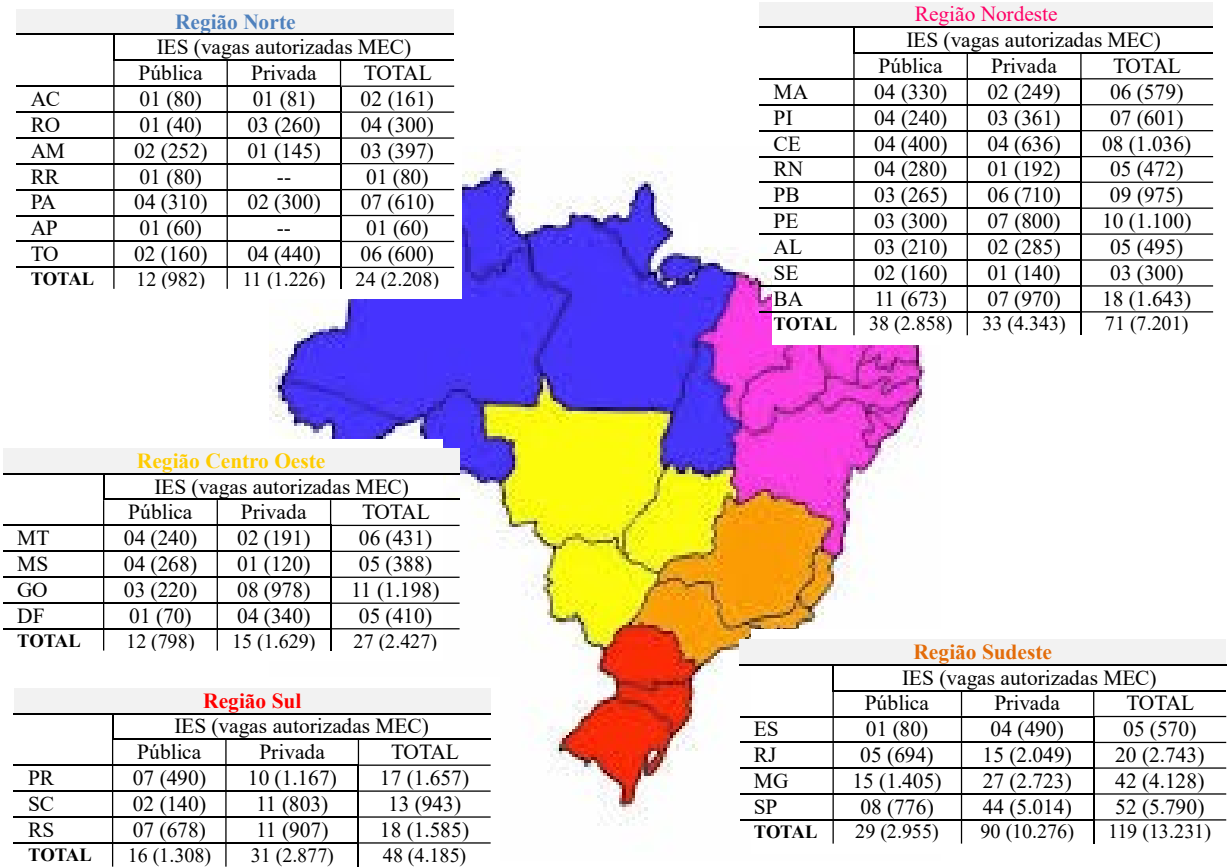 Região Norte
IES (vagas autorizadas MEC)
Pública Privada TOTAL
AC 01 (80) 01 (81) 02 (161)
RO 01 (40) 03 (260) 04 (300)
AM 02 (252) 01 (145) 03 (397)
RR 01 (80) -- 01 (80)
PA 04 (310) 02 (300) 07 (610)
AP 01 (60) -- 01 (60)
TO 02 (160) 04 (440) 06 (600)
TOTAL 12 (982) 11 (1.226) 24 (2.208)
Região Nordeste
IES (vagas autorizadas MEC)
Pública Privada TOTAL
MA 04 (330) 02 (249) 06 (579)
PI 04 (240) 03 (361) 07 (601)
CE 04 (400) 04 (636) 08 (1.036)
RN 04 (280) 01 (192) 05 (472)
PB 03 (265) 06 (710) 09 (975)
PE 03 (300) 07 (800) 10 (1.100)
AL 03 (210) 02 (285) 05 (495)
SE 02 (160) 01 (140) 03 (300)
BA 11 (673) 07 (970) 18 (1.643)
TOTAL 38 (2.858) 33 (4.343) 71 (7.201)
Região Centro Oeste
IES (vagas autorizadas MEC)
Pública Privada TOTAL
MT 04 (240) 02 (191) 06 (431)
MS 04 (268) 01 (120) 05 (388)
GO 03 (220) 08 (978) 11 (1.198)
DF 01 (70) 04 (340) 05 (410)
TOTAL 12 (798) 15 (1.629) 27 (2.427)
Região Sudeste
IES (vagas autorizadas MEC)
Pública Privada TOTAL
ES 01 (80) 04 (490) 05 (570)
RJ 05 (694) 15 (2.049) 20 (2.743)
MG 15 (1.405) 27 (2.723) 42 (4.128)
SP 08 (776) 44 (5.014) 52 (5.790)
TOTAL 29 (2.955) 90 (10.276) 119 (13.231)
Região Sul
IES (vagas autorizadas MEC)
Pública Privada TOTAL
PR 07 (490) 10 (1.167) 17 (1.657)
SC 02 (140) 11 (803) 13 (943)
RS 07 (678) 11 (907) 18 (1.585)
TOTAL 16 (1.308) 31 (2.877) 48 (4.185)